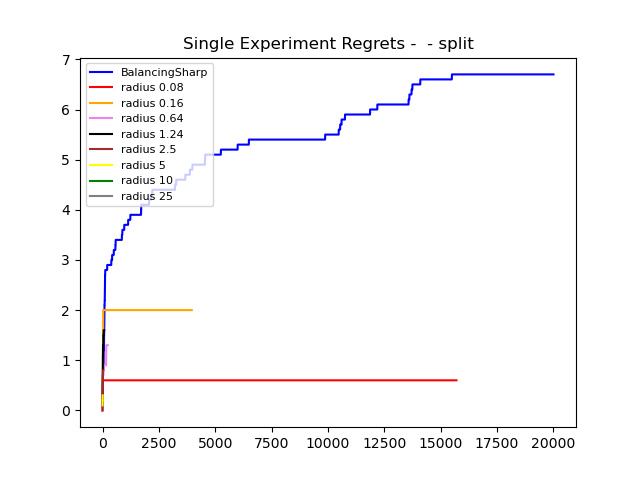 Single Experiment Regrets -  - split
BalancingSharp
radius 0.08
radius 0.16
radius 0.64
radius 1.24
radius 2.5
radius 5
radius 10
radius 25
7
6
5
4
3
2
1
0
0 2500 5000 7500 10000 12500 15000 17500 20000